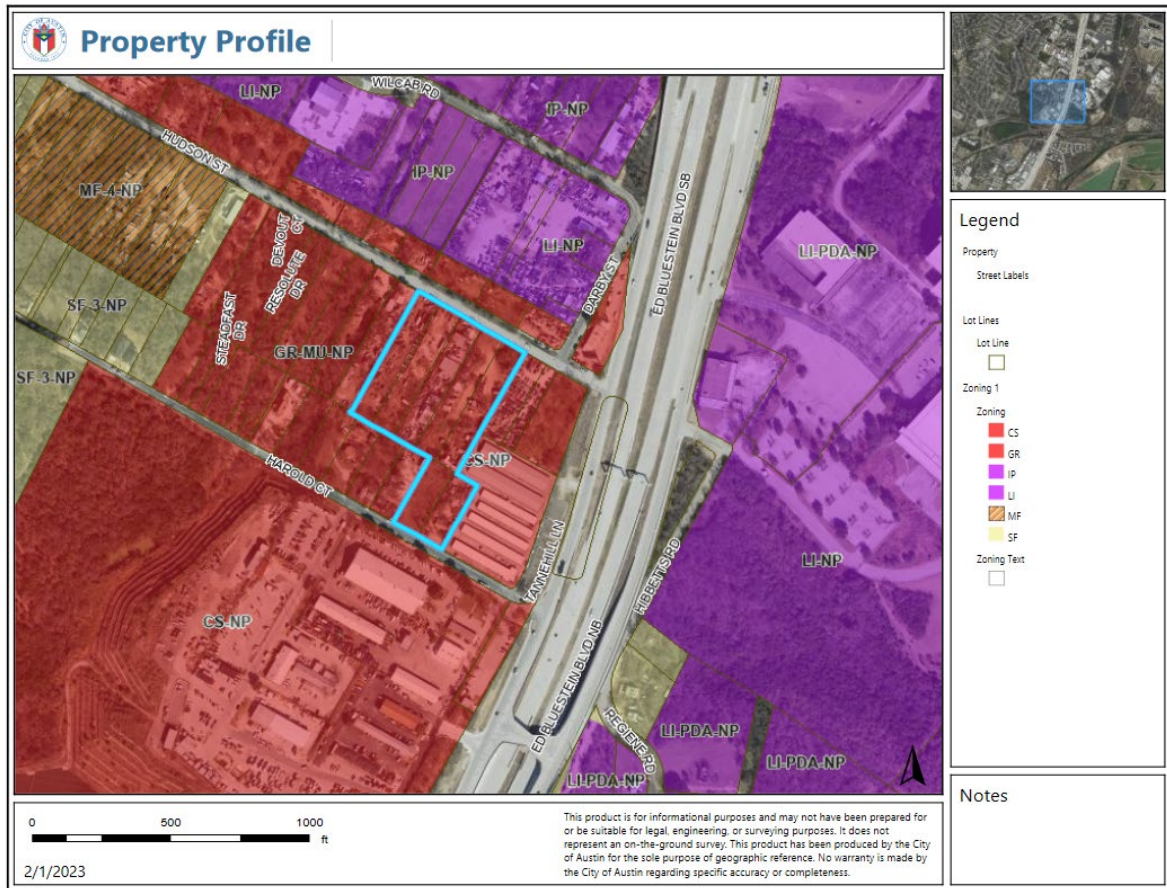 Property Profile
CITY OF AUSTIN
WILCAB RD
LI-NP
IP-NP
HUDSON ST
IP-NP
MF-4-NP
DEVOUT
CV
LI-NP
LI-PDA-NP
ED BLUESTEIN BLVD SB
RESOLUTE
DR
DARBY ST
SF-3-NP
STEADFAST
DR
GR-MU-NP
SF-3-NP
CS-NP
HAROLD CT
TANNEHILL LN
HIBBETTS RD
LI-NP
CS-NP
ED BLUESTEIN BLVD NB
REGIENE RD
LI-PDA-NP
LI-PDA-NP
LI-PDA-NP
Legend
Property
Street Labels
Lot Lines
Lot Line
Zoning 1
Zoning
CS
GR
IP
LI
MF
SF
Zoning Text
Notes
0 500 1000
ft
2/1/2023
This product is for informational purposes and may not have been prepared for
or be suitable for legal, engineering, or surveying purposes. It does not
represent an on-the-ground survey. This product has been produced by the City
of Austin for the sole purpose of geographic reference. No warranty is made by
the City of Austin regarding specific accuracy or completeness.